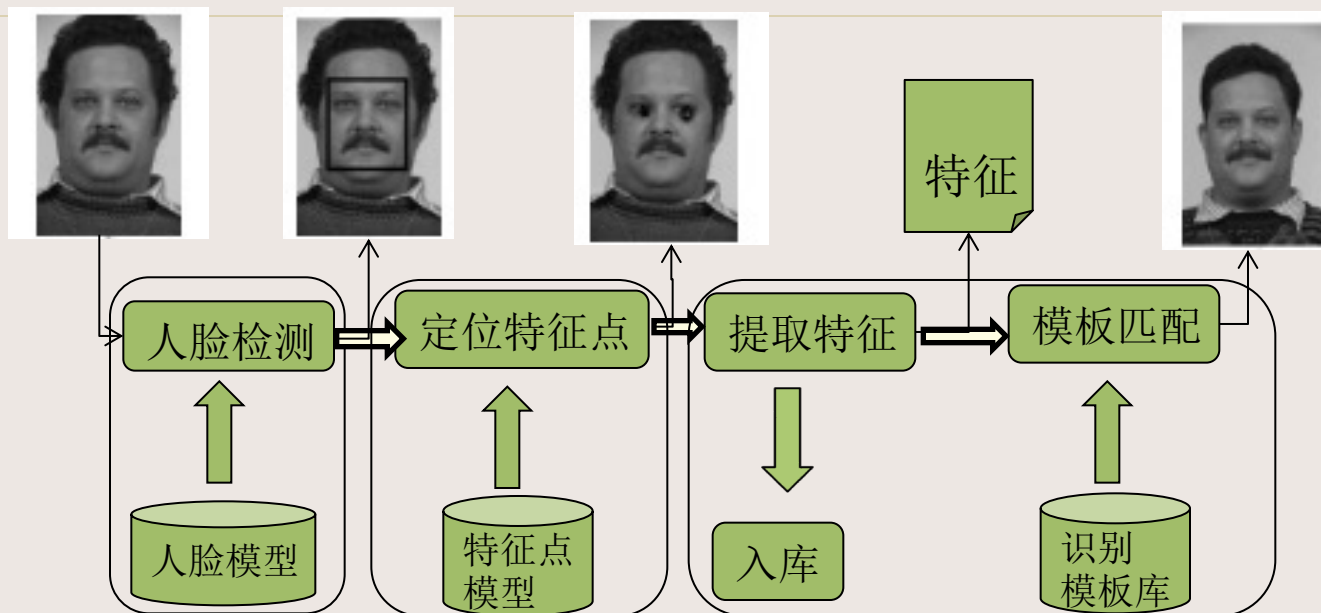 特征
人脸检测
定位特征点
提取特征
模板匹配
人脸模型
特征点
模型
入库
识别
模板库